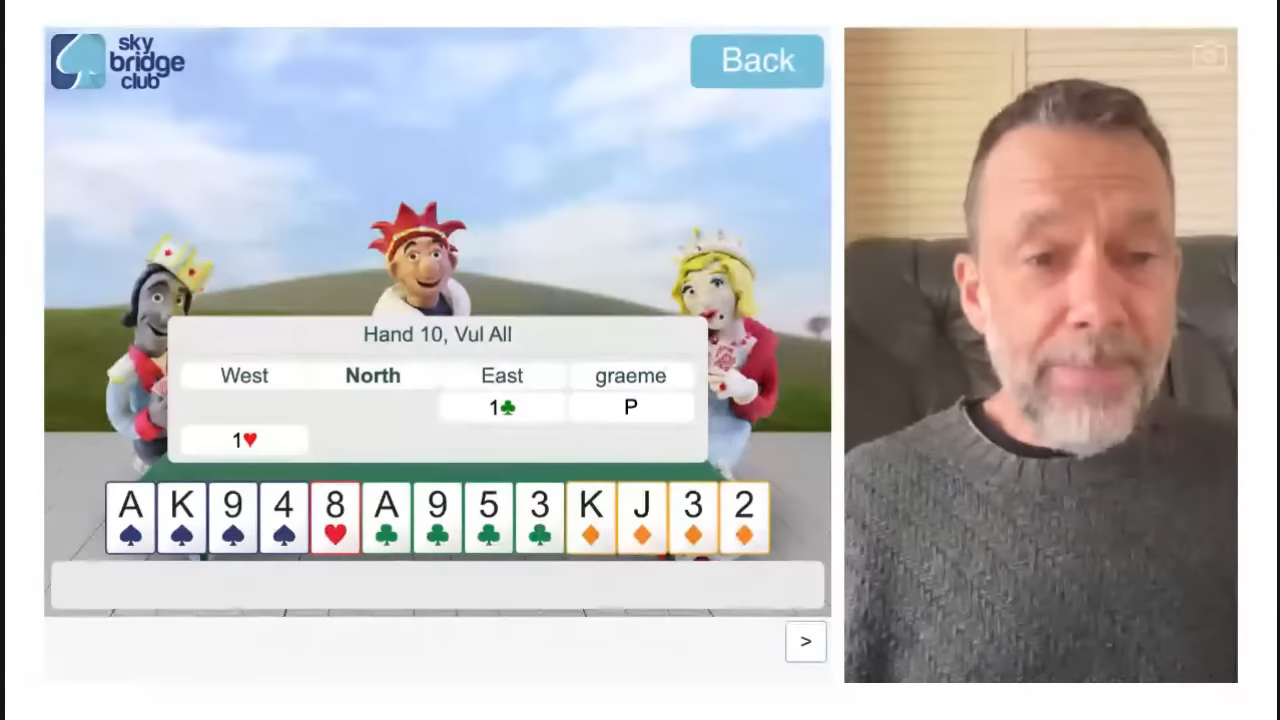 sky
bridge
club
Back
Hand 10, Vul All
West North East graeme
1♣ P
1♥
A K 9 4 8 A 9 5 3 K J 3 2
♠ ♠ ♠ ♠ ♥ ♣ ♣ ♣ ♣ ♦ ♦ ♦ ♦
>